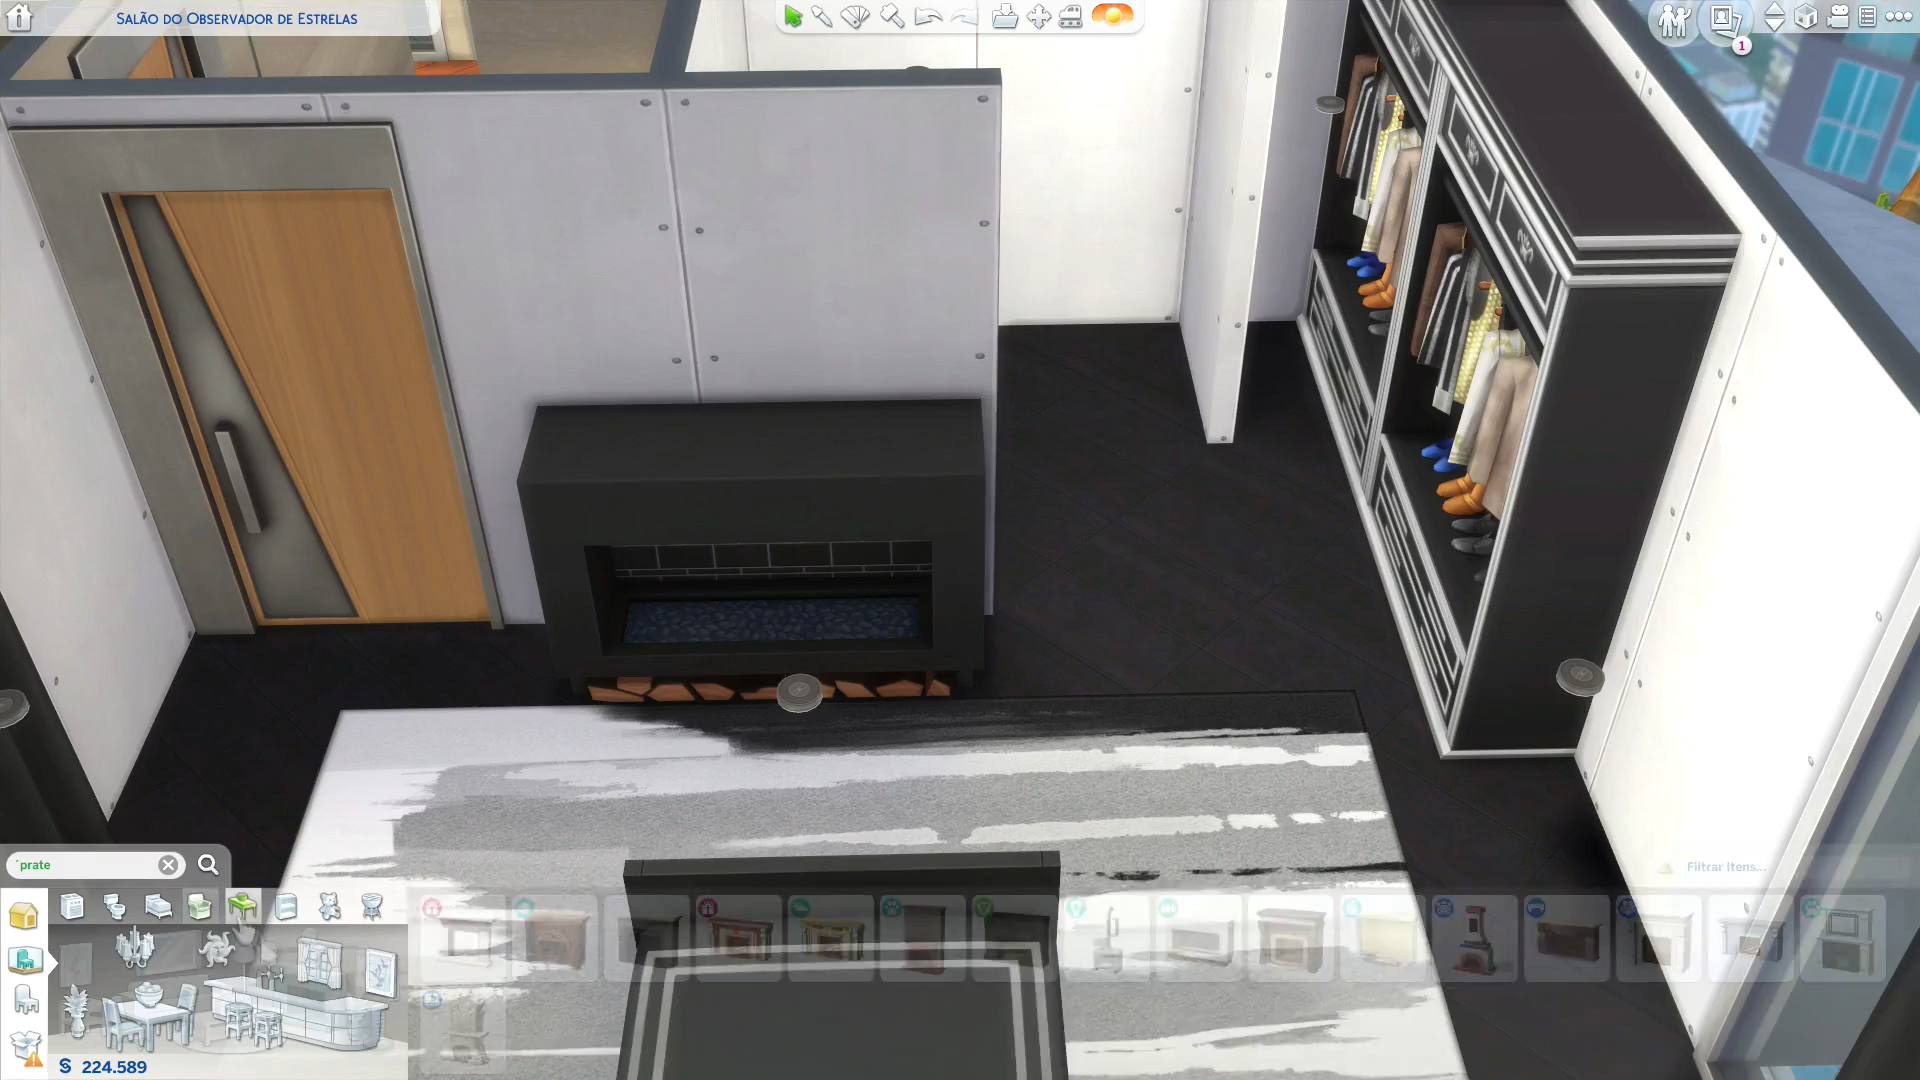 Salão do Observador de Estrelas
1
´prate
Filtrar Itens...
224.589